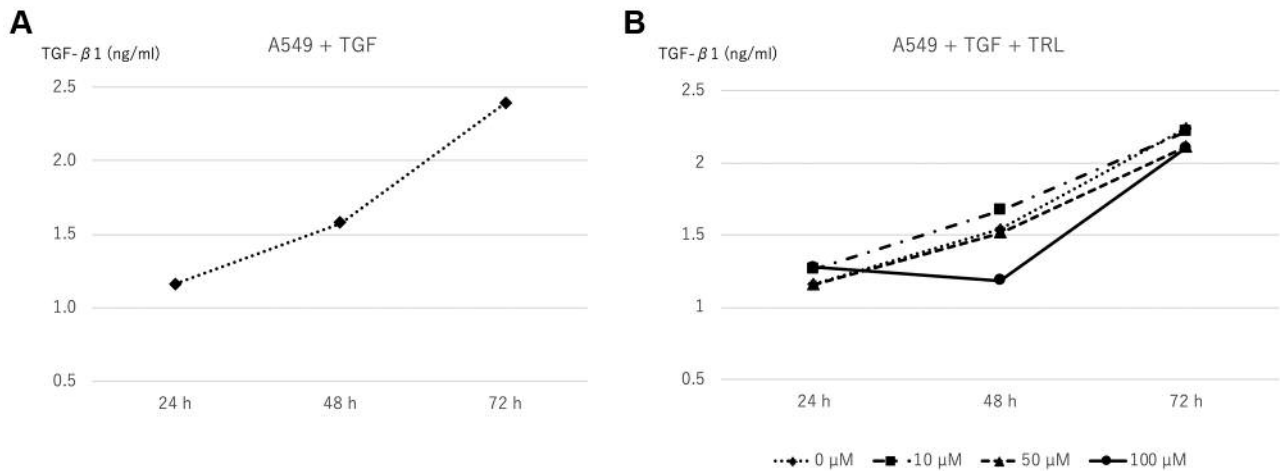 A
TGF-β1 (ng/ml)
A549 + TGF
2.5
2.0
1.5
1.0
0.5
24 h 48 h 72 h
B
TGF-β1 (ng/ml)
A549 + TGF + TRL
2.5
2
1.5
1
0.5
24 h 48 h 72 h
0 μM 10 μM 50 μM 100 μM